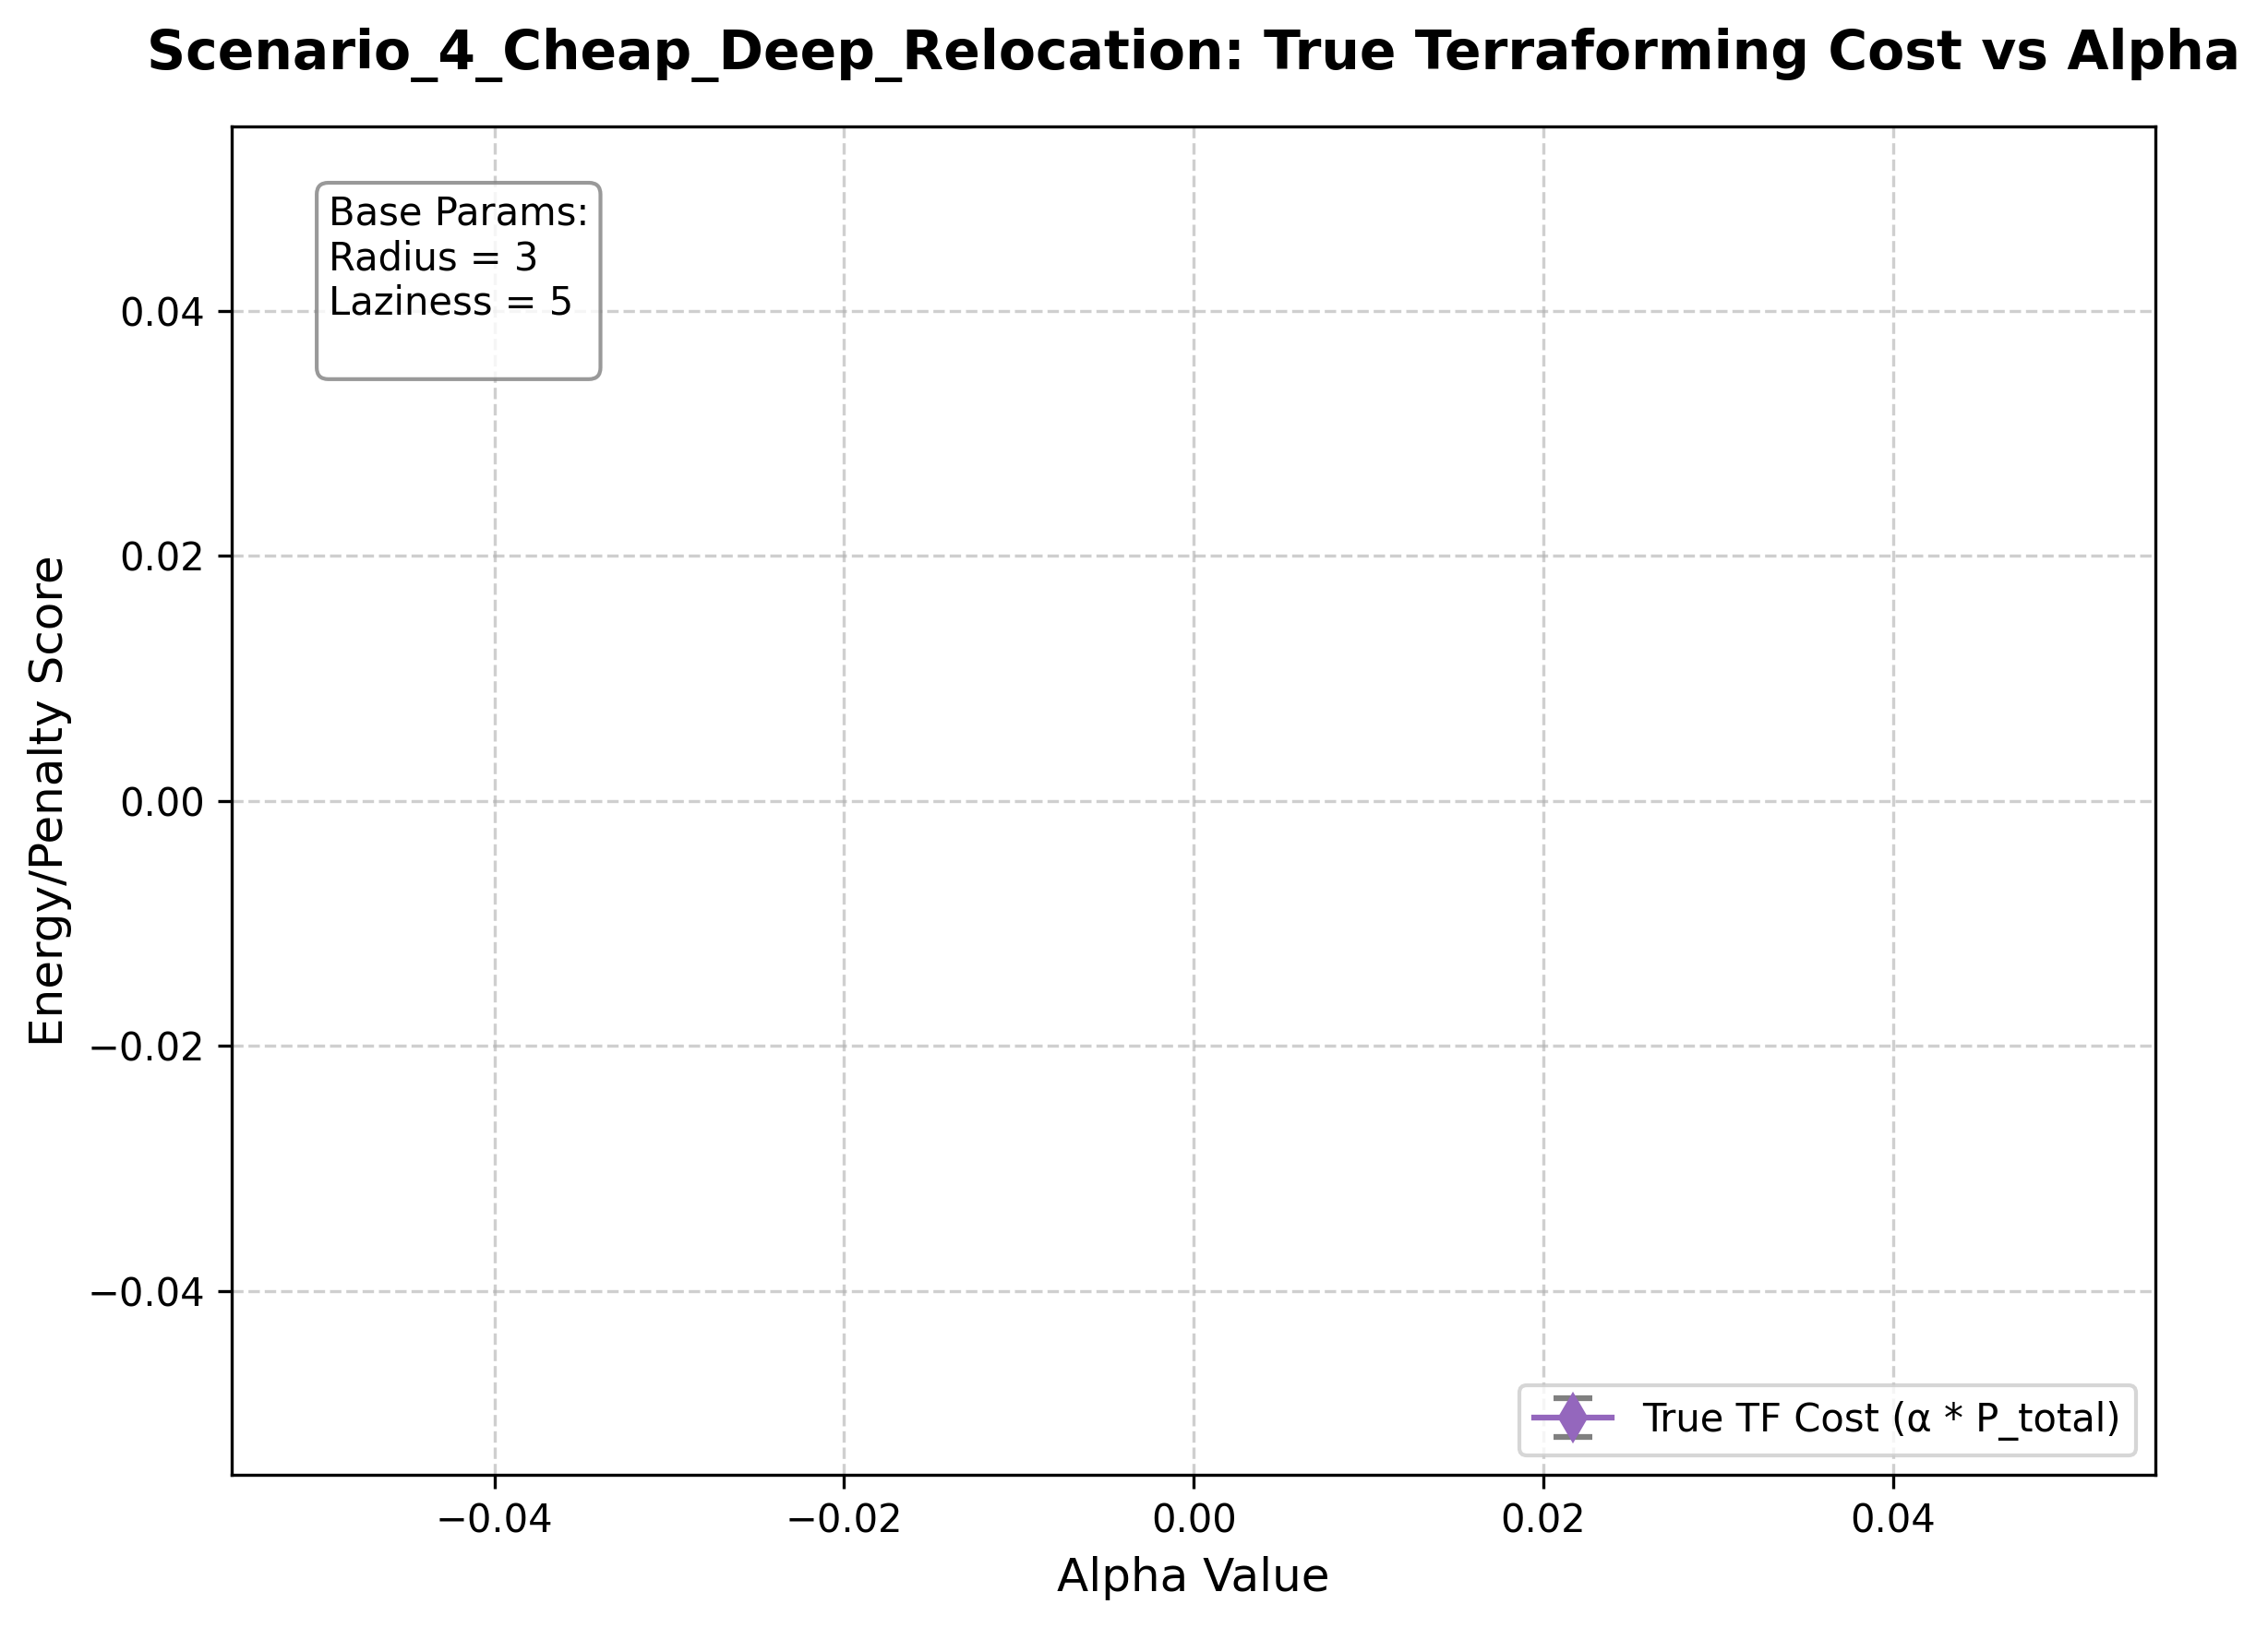 Scenario_4_Cheap_Deep_Relocation: True Terraforming Cost vs Alpha
Base Params:
Radius = 3
Laziness = 5
Energy/Penalty Score
0.04
0.02
0.00
−0.02
−0.04
True TF Cost (α * P_total)
−0.04
−0.02
0.00
0.02
0.04
Alpha Value